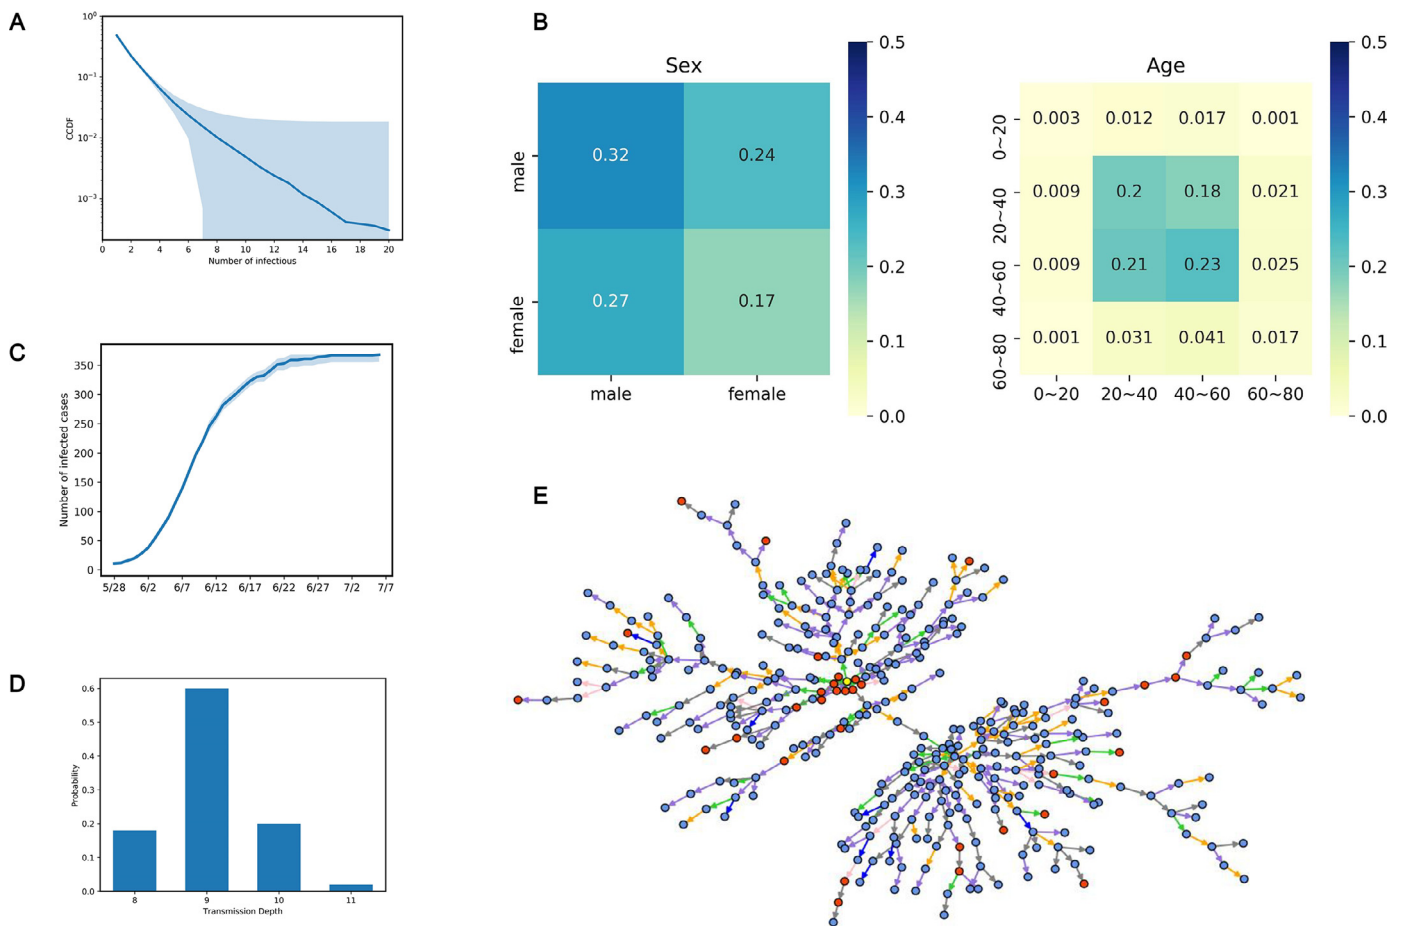 A
10⁰
10⁻¹
10⁻²
10⁻³
CCDF
0 2 4 6 8 10 12 14 16 18 20
Number of infectious
B
Sex
male
female
0.32 0.24
0.27 0.17
male female
0.5
0.4
0.3
0.2
0.1
0.0
Age
0~20
20~40
40~60
60~80
0.003 0.012 0.017 0.001
0.009 0.2 0.18 0.021
0.009 0.21 0.23 0.025
0.001 0.031 0.041 0.017
0~20 20~40 40~60 60~80
0.5
0.4
0.3
0.2
0.1
0.0
C
350
300
250
200
150
100
50
0
Number of infected cases
5/28 6/2 6/7 6/12 6/17 6/22 6/27 7/2 7/7
D
0.6
0.5
0.4
0.3
0.2
0.1
0.0
Probability
8 9 10 11
Transmission Depth
E